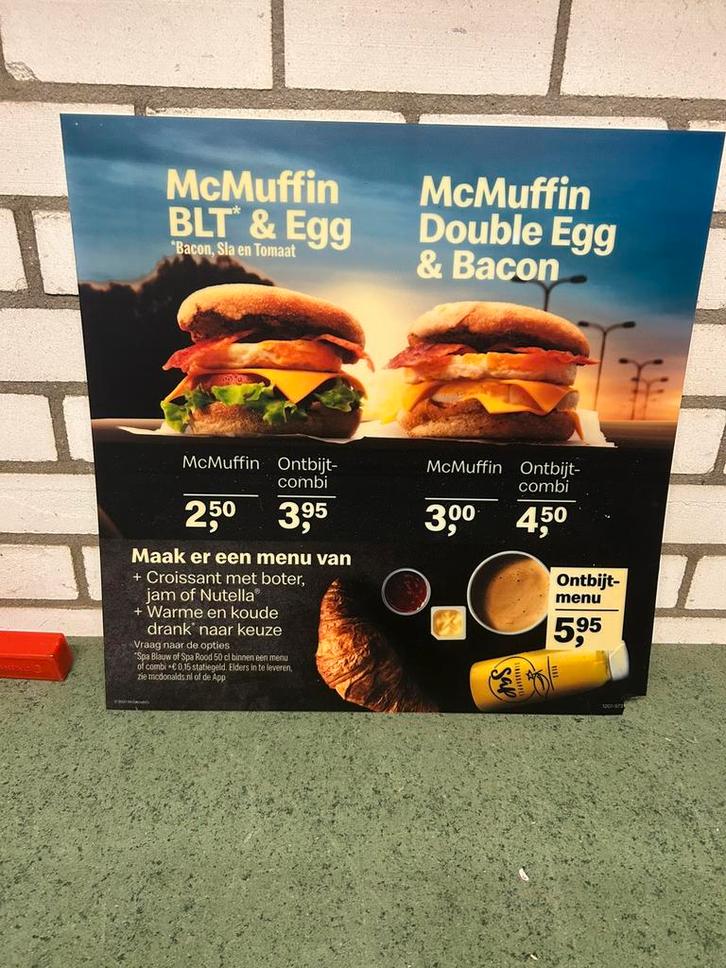 McMuffin
BLT* & Egg
*Bacon, Sla en Tomaat
McMuffin
Double Egg
& Bacon
McMuffin
2,50
Ontbijt-
combi
3,95
McMuffin
3,00
Ontbijt-
combi
4,50
Maak er een menu van
+ Croissant met boter,
jam of Nutella®
+ Warme en koude
drank* naar keuze
Vraag naar de opties
*Spa Blauw of Spa Rood 50 cl binnen een menu
of combi +€ 0,15 statiegeld. Elders in te leveren,
zie mcdonalds.nl of de App
Ontbijt-
menu
5,95
Sap